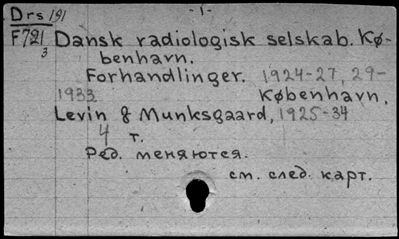 Drs 191 - 1 -
F721 Dansk radiologisk selskab. Kø-
3 benhavn.
Forhandlinger. 1924-27, 29-
1933 København,
Levin & Munksgaard, 1925-34
4 т.
Ред. меняются.
см. след. карт.